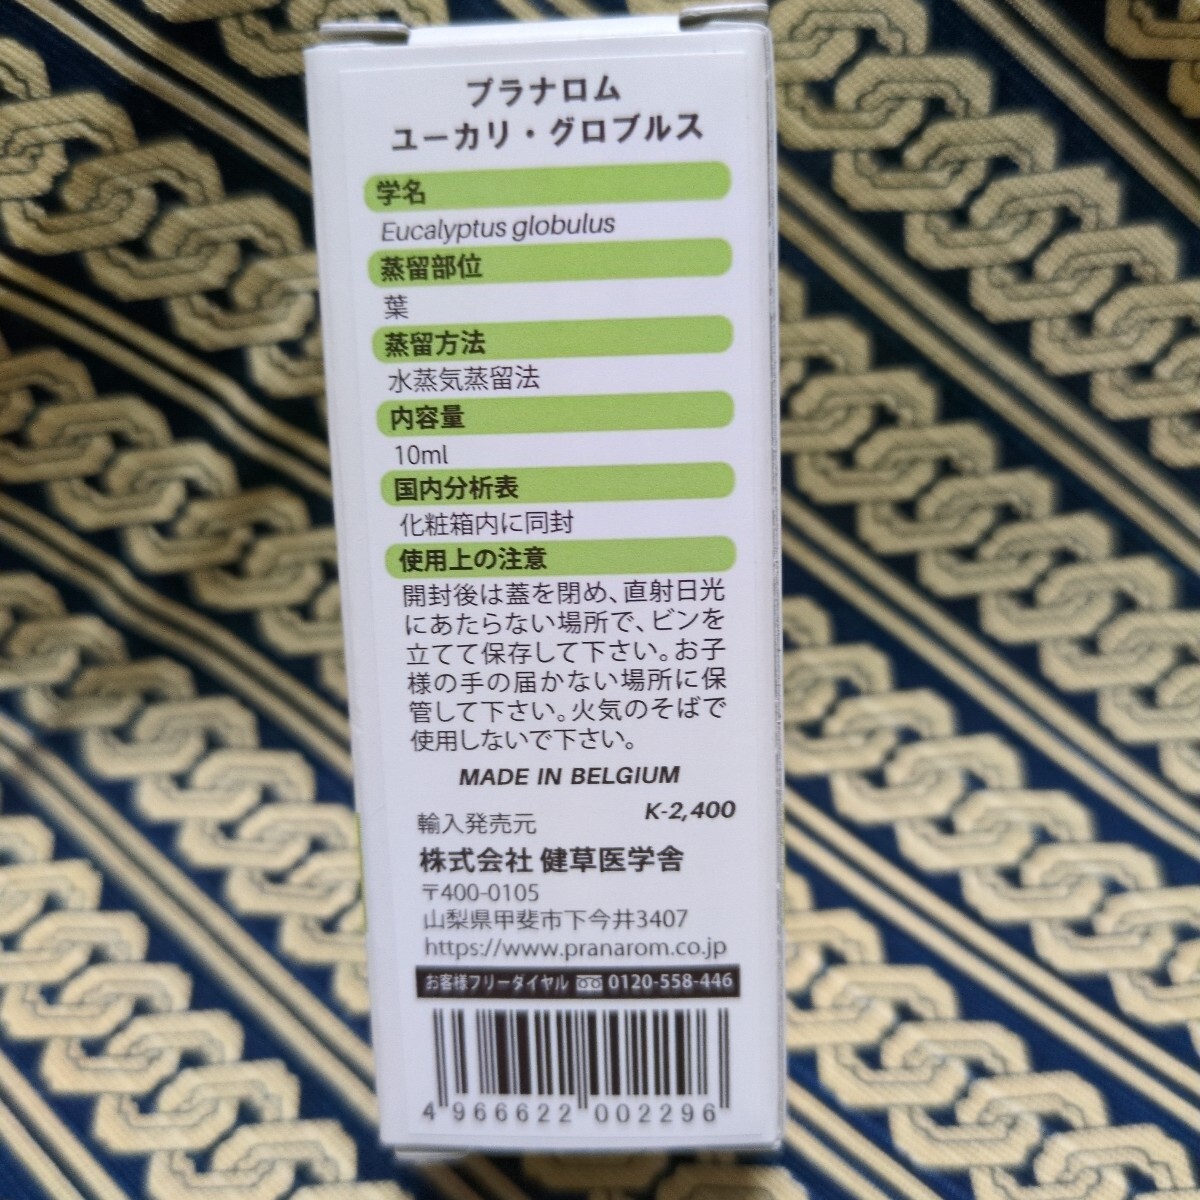 プラナロム
ユーカリ・グロブルス
学名
Eucalyptus globulus
蒸留部位
葉
蒸留方法
水蒸気蒸留法
内容量
10ml
国内分析表
化粧箱内に同封
使用上の注意
開封後は蓋を閉め、直射日光
にあたらない場所で、ビンを
立てて保存して下さい。お子
様の手の届かない場所に保
管して下さい。火気のそばで
使用しないで下さい。
MADE IN BELGIUM
K-2,400
輸入発売元
株式会社 健草医学舎
〒400-0105
山梨県甲斐市下今井3407
https://www.pranarom.co.jp
お客様フリーダイヤル 0120-558-446
4 966622 002296